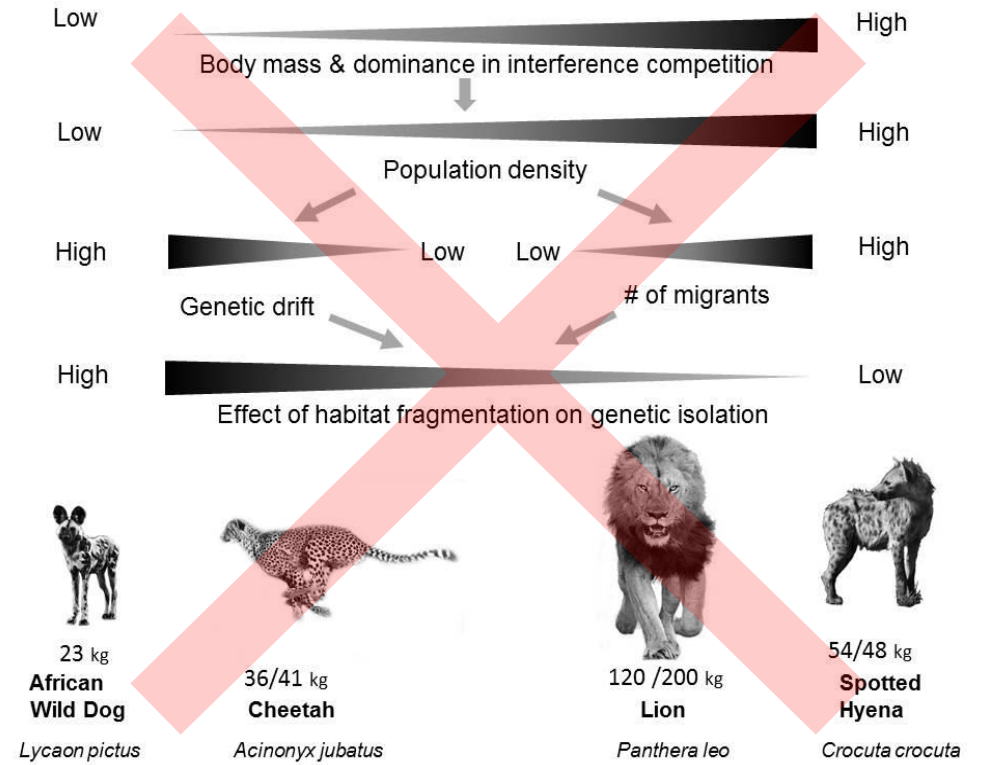 Low
High
Body mass & dominance in interference competition
Low
High
Population density
High
Low
Low
High
Genetic drift
# of migrants
High
Low
Effect of habitat fragmentation on genetic isolation
23 kg
African
Wild Dog
Lycaon pictus
36/41 kg
Cheetah
Acinonyx jubatus
120 /200 kg
Lion
Panthera leo
54/48 kg
Spotted
Hyena
Crocuta crocuta